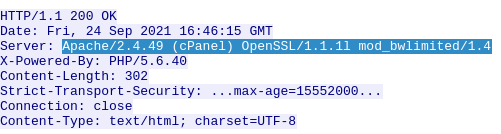 HTTP/1.1 200 OK
Date: Fri, 24 Sep 2021 16:46:15 GMT
Server: Apache/2.4.49 (cPanel) OpenSSL/1.1.1l mod_bwlimited/1.4
X-Powered-By: PHP/5.6.40
Content-Length: 302
Strict-Transport-Security: ...max-age=15552000...
Connection: close
Content-Type: text/html; charset=UTF-8